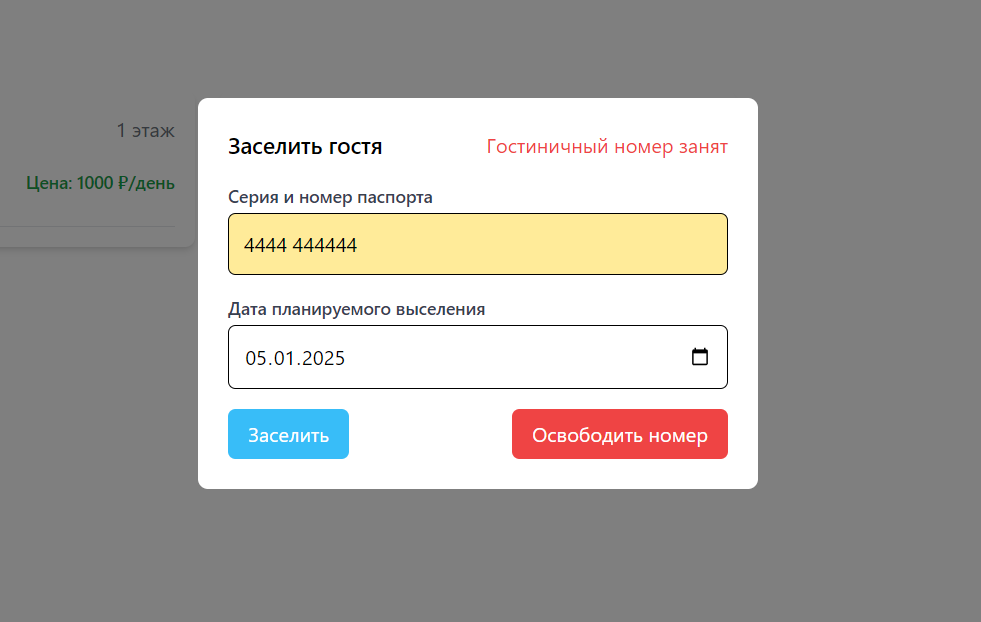 1 этаж
Цена: 1000 ₽/день
Заселить гостя
Гостиничный номер занят
Серия и номер паспорта
4444 444444
Дата планируемого выселения
05.01.2025
Заселить
Освободить номер